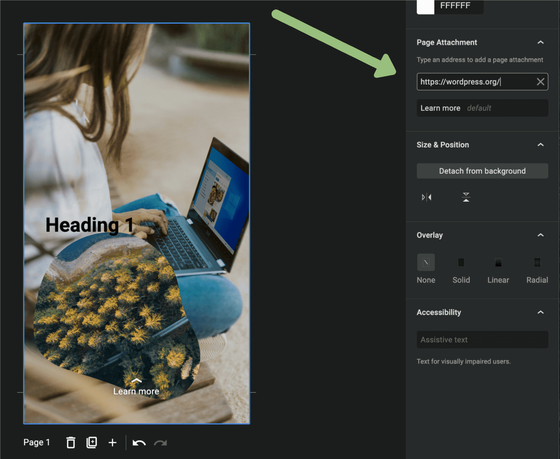 FFFFFF
Page Attachment
Type an address to add a page attachment
https://wordpress.org/
Learn more default
Size & Position
Detach from background
Heading 1
Overlay
None Solid Linear Radial
Accessibility
Assistive text
Text for visually impaired users.
Learn more
Page 1